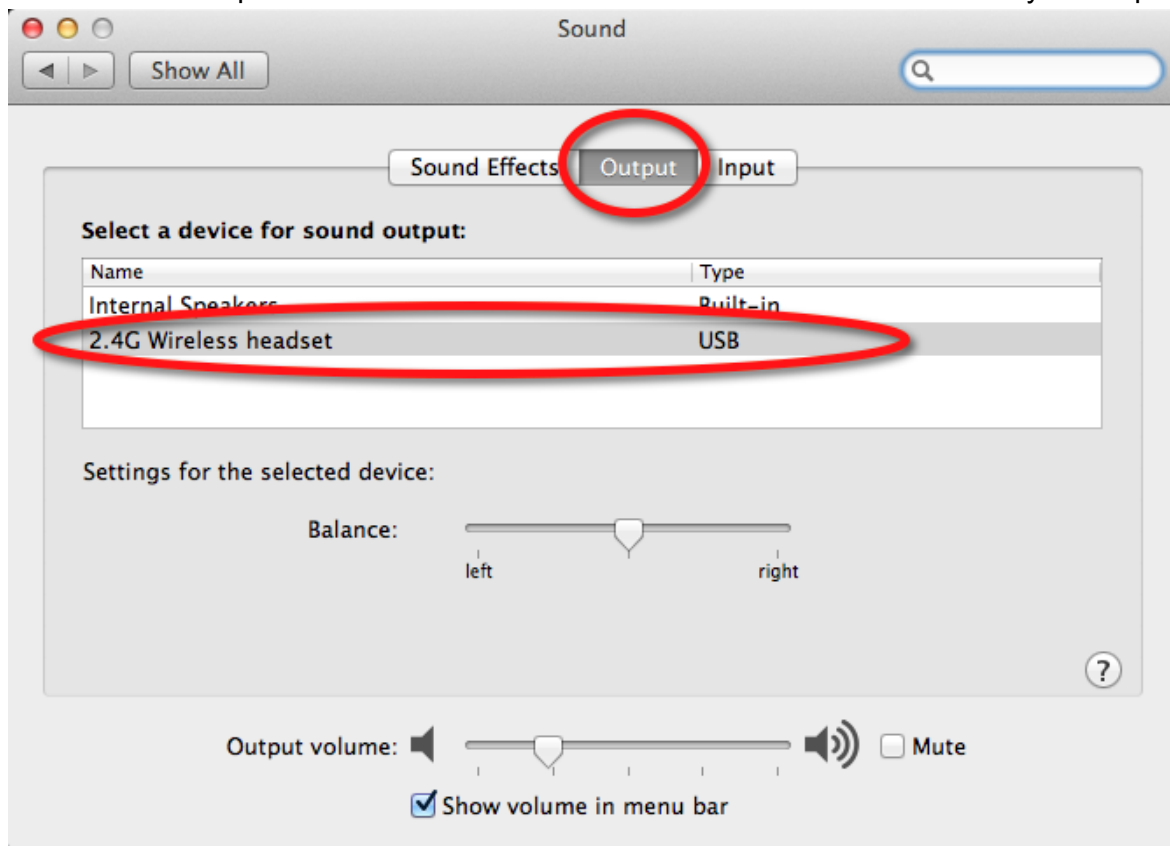 Sound
Show All
Sound Effects Output Input
Select a device for sound output:
Name Type
Internal Speakers Built-in
2.4G Wireless headset USB
Settings for the selected device:
Balance:
left right
?
Output volume: Mute
Show volume in menu bar